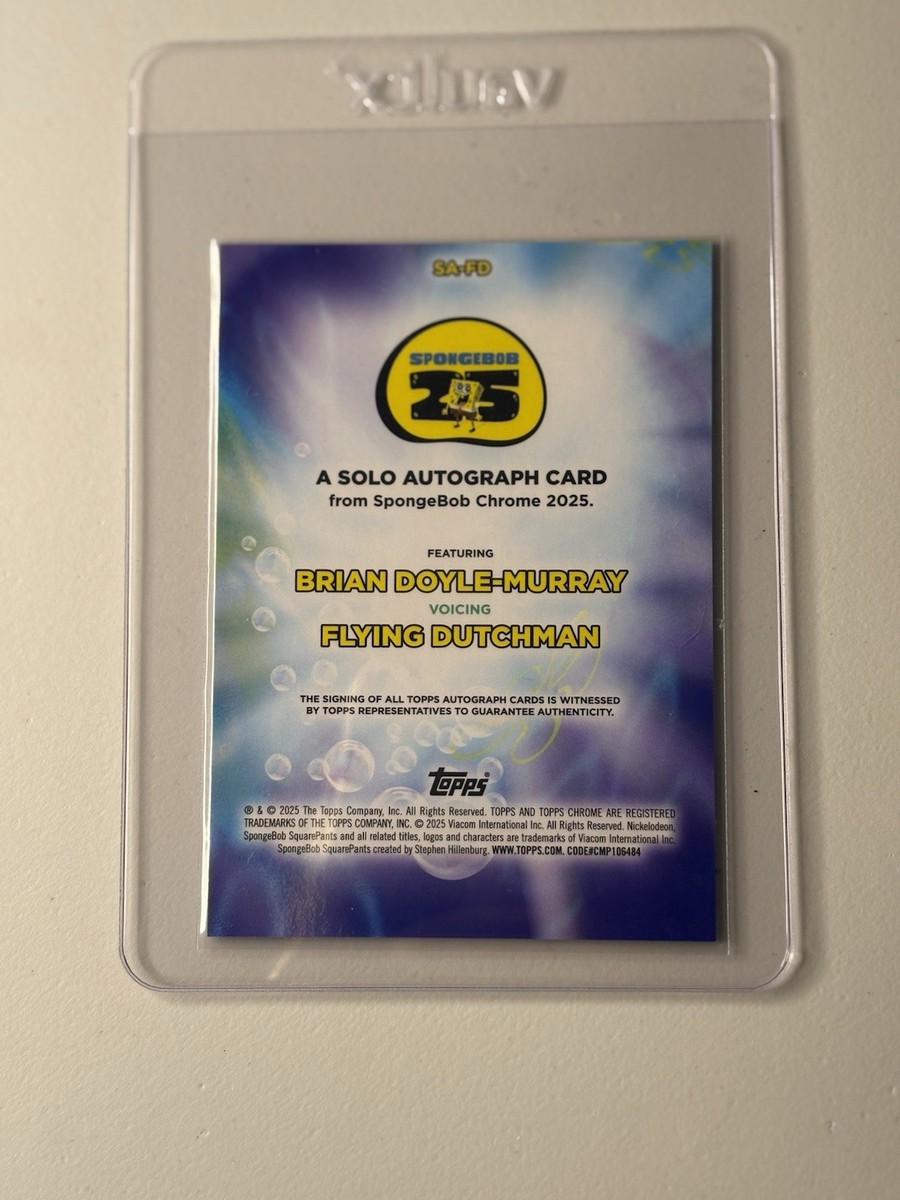 vaulix
SA-FD
SPONGEBOB
25
A SOLO AUTOGRAPH CARD
from SpongeBob Chrome 2025.
FEATURING
BRIAN DOYLE-MURRAY
VOICING
FLYING DUTCHMAN
THE SIGNING OF ALL TOPPS AUTOGRAPH CARDS IS WITNESSED
BY TOPPS REPRESENTATIVES TO GUARANTEE AUTHENTICITY.
topps®
® & © 2025 The Topps Company, Inc. All Rights Reserved. TOPPS AND TOPPS CHROME ARE REGISTERED
TRADEMARKS OF THE TOPPS COMPANY, INC. © 2025 Viacom International Inc. All Rights Reserved. Nickelodeon,
SpongeBob SquarePants and all related titles, logos and characters are trademarks of Viacom International Inc.
SpongeBob SquarePants created by Stephen Hillenburg. WWW.TOPPS.COM. CODE#CMP106484